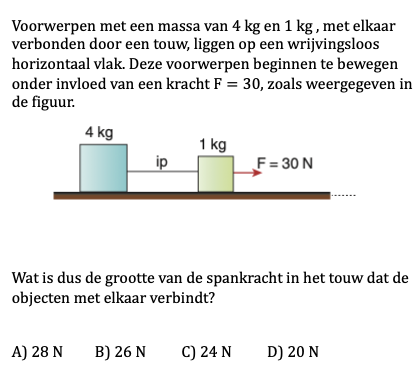 Voorwerpen met een massa van 4 kg en 1 kg , met elkaar
verbonden door een touw, liggen op een wrijvingsloos
horizontaal vlak. Deze voorwerpen beginnen te bewegen
onder invloed van een kracht F = 30, zoals weergegeven in
de figuur.
4 kg
1 kg
ip
F = 30 N
Wat is dus de grootte van de spankracht in het touw dat de
objecten met elkaar verbindt?
A) 28 N B) 26 N C) 24 N D) 20 N